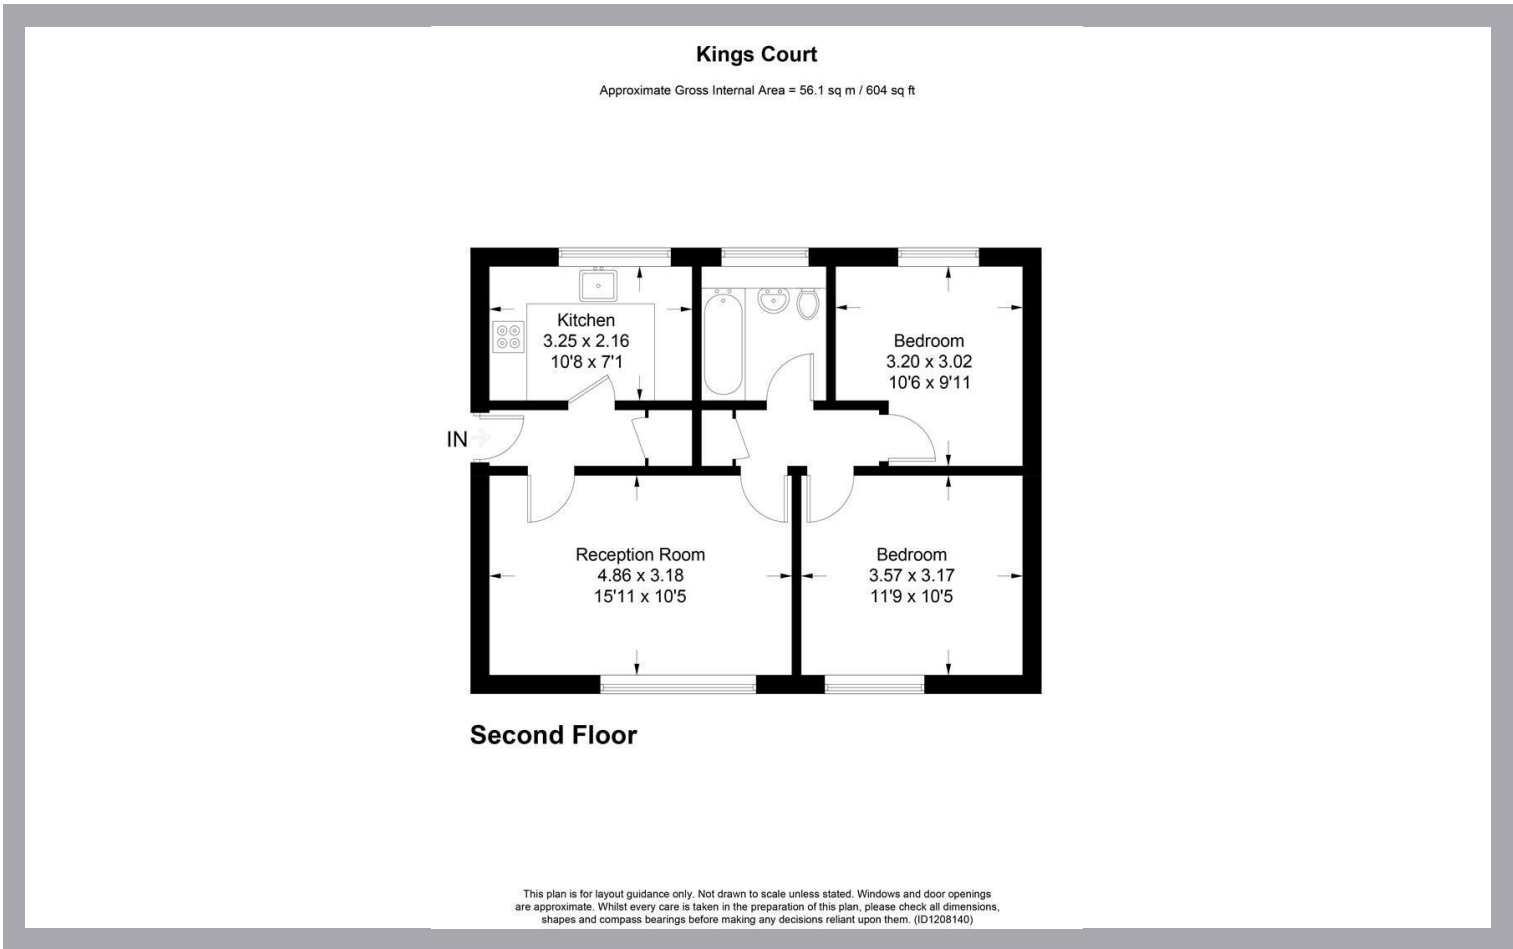 Kings Court
Approximate Gross Internal Area = 56.1 sq m / 604 sq ft
Kitchen
3.25 x 2.16
10'8 x 7'1
Bedroom
3.20 x 3.02
10'6 x 9'11
IN
Reception Room
4.86 x 3.18
15'11 x 10'5
Bedroom
3.57 x 3.17
11'9 x 10'5
Second Floor
This plan is for layout guidance only. Not drawn to scale unless stated. Windows and door openings
are approximate. Whilst every care is taken in the preparation of this plan, please check all dimensions,
shapes and compass bearings before making any decisions reliant upon them. (ID1208140)